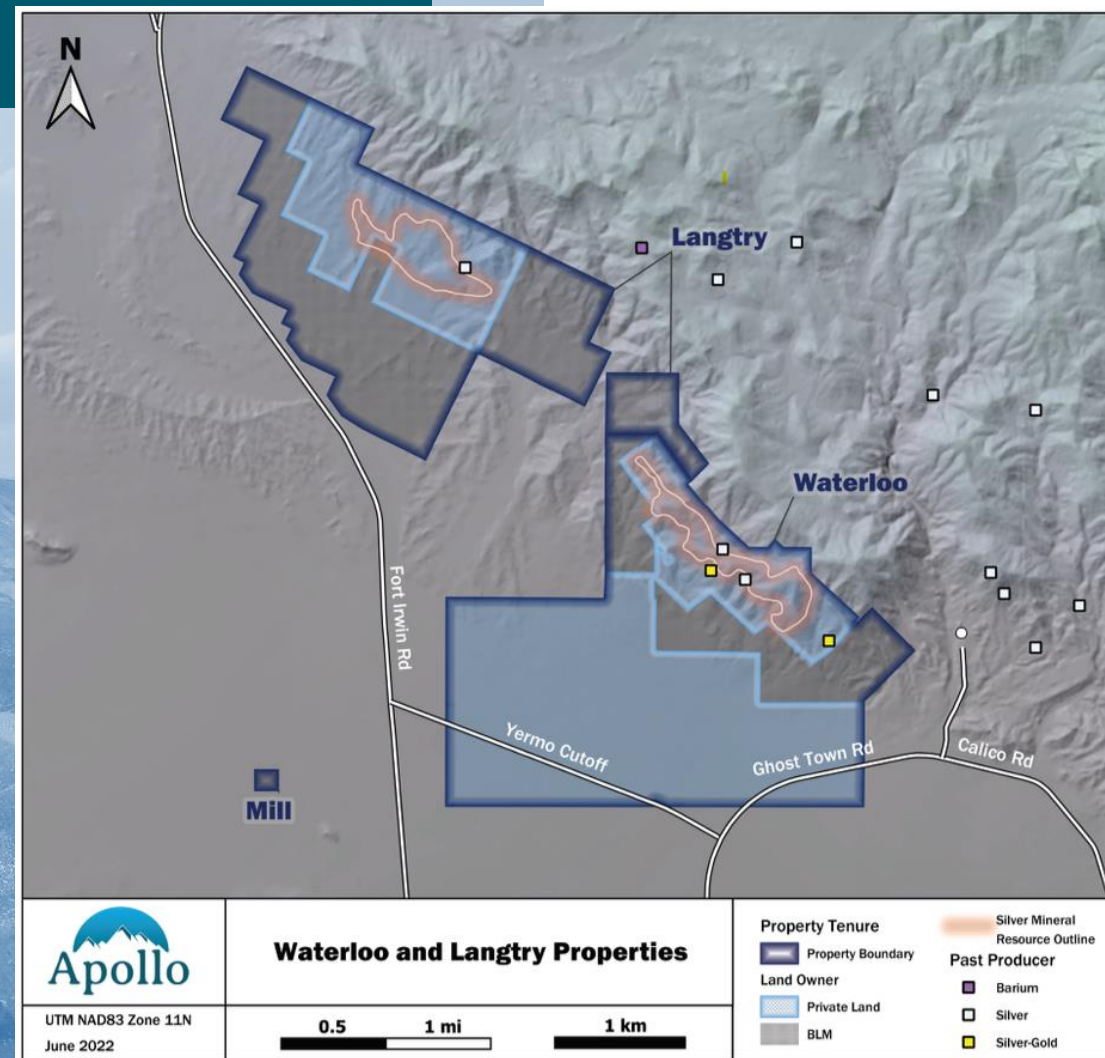 N
Langtry
Waterloo
Fort Irwin Rd
Yermo Cutoff
Ghost Town Rd
Calico Rd
Mill
Apollo
UTM NAD83 Zone 11N
June 2022
Waterloo and Langtry Properties
0.5 1 mi 1 km
Property Tenure
Property Boundary
Land Owner
Private Land
BLM
Silver Mineral
Resource Outline
Past Producer
Barium
Silver
Silver-Gold